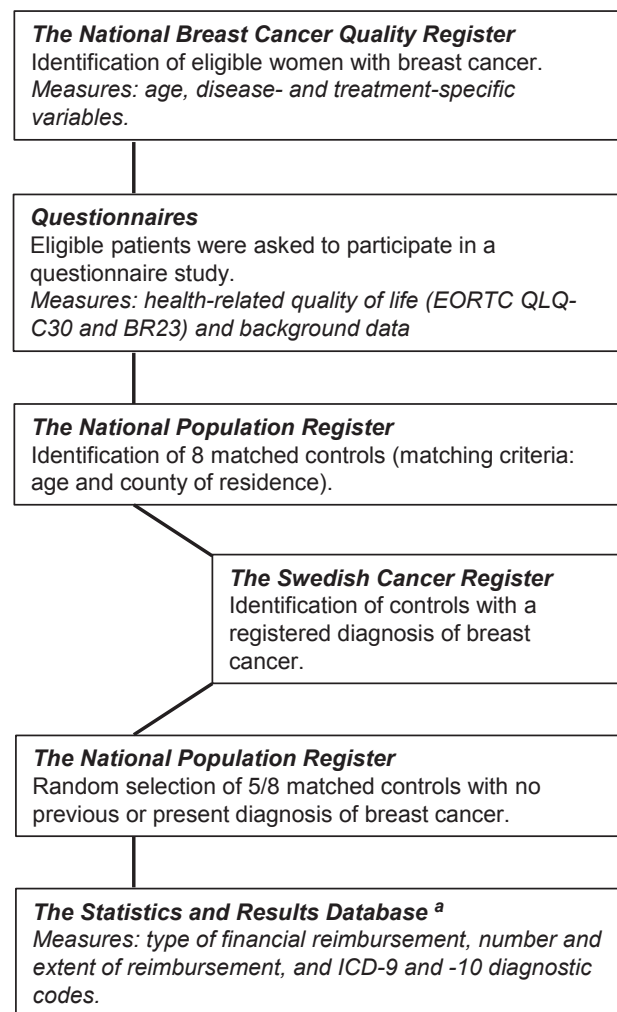 The National Breast Cancer Quality Register
Identification of eligible women with breast cancer.
Measures: age, disease- and treatment-specific
variables.
Questionnaires
Eligible patients were asked to participate in a
questionnaire study.
Measures: health-related quality of life (EORTC QLQ-
C30 and BR23) and background data
The National Population Register
Identification of 8 matched controls (matching criteria:
age and county of residence).
The Swedish Cancer Register
Identification of controls with a
registered diagnosis of breast
cancer.
The National Population Register
Random selection of 5/8 matched controls with no
previous or present diagnosis of breast cancer.
The Statistics and Results Database a
Measures: type of financial reimbursement, number and
extent of reimbursement, and ICD-9 and -10 diagnostic
codes.